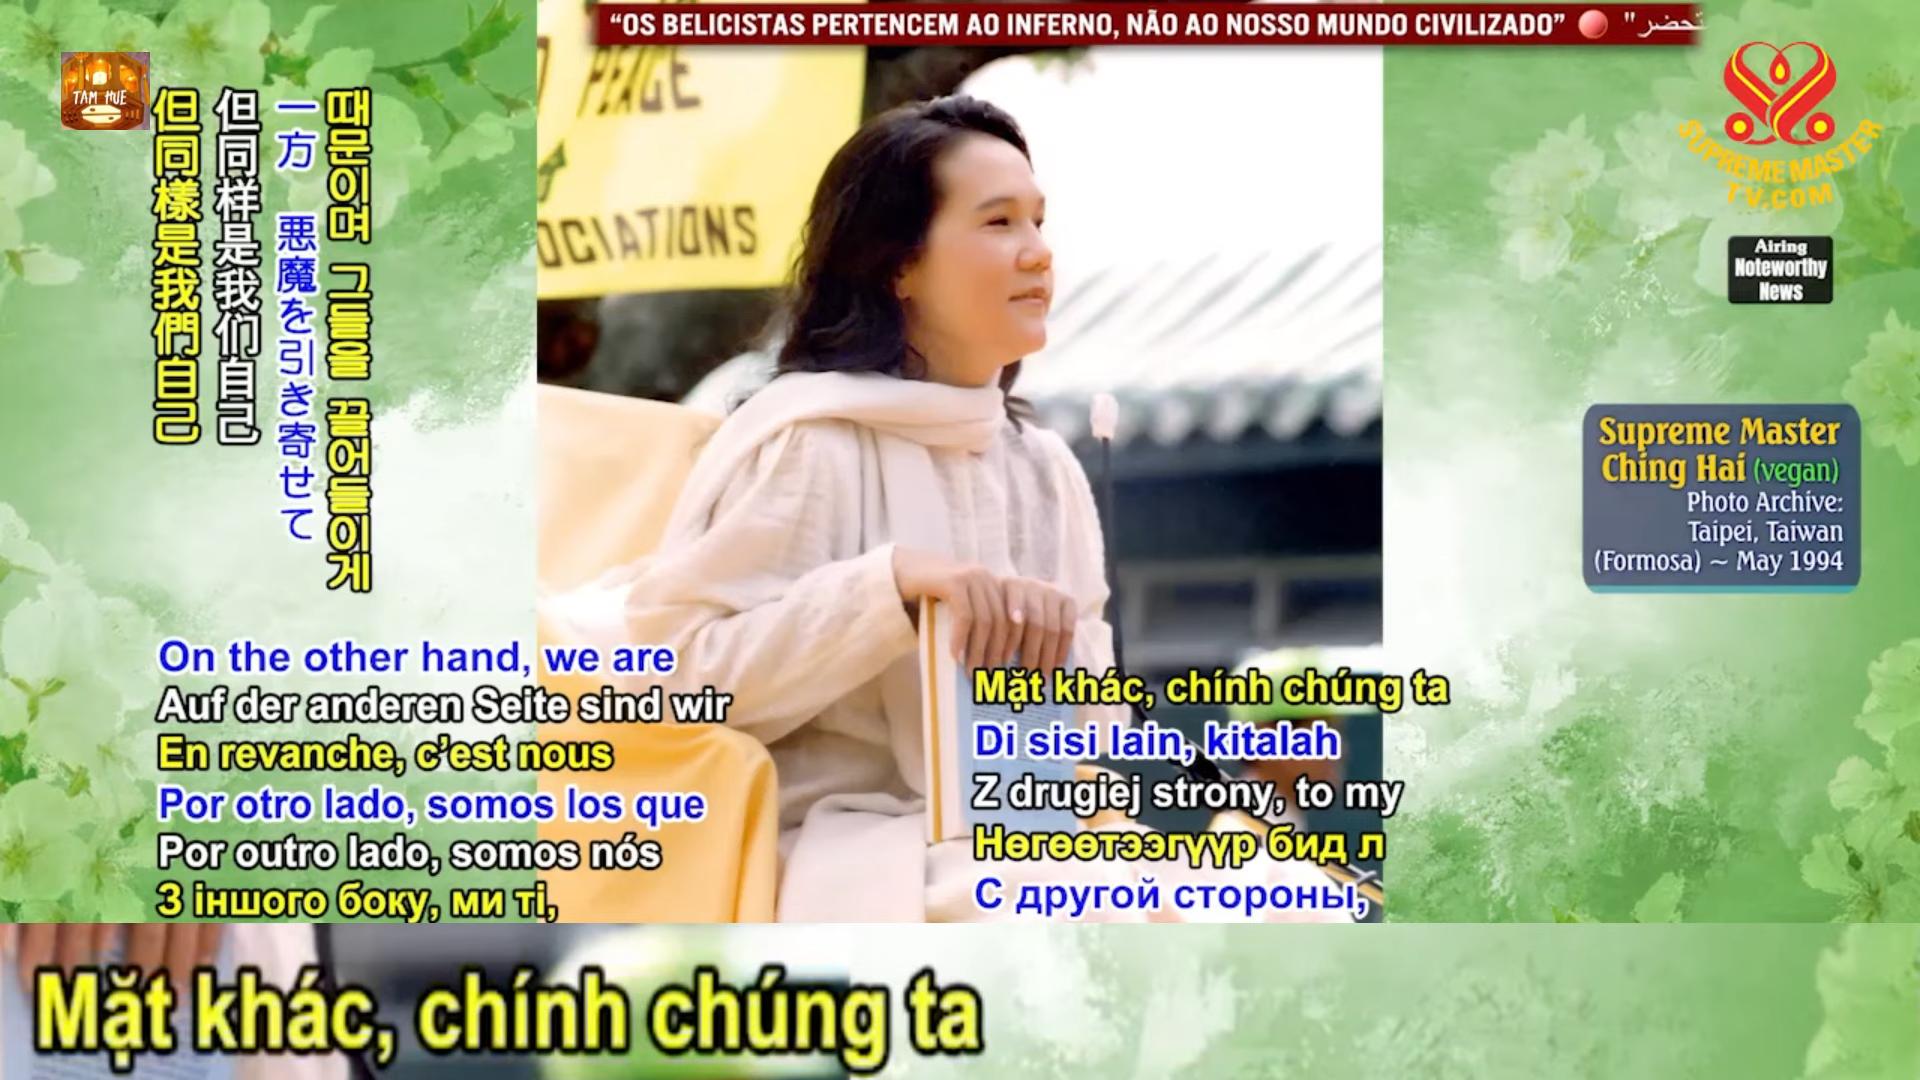 “OS BELICISTAS PERTENCEM AO INFERNO, NÃO AO NOSSO MUNDO CIVILIZADO”
TAM HUE
PEACE
OCIATIONS
SUPREME MASTER
TV.COM
Airing
Noteworthy
News
Supreme Master
Ching Hai (vegan)
Photo Archive:
Taipei, Taiwan
(Formosa) ~ May 1994
때문이며 그들을 끌어들이게
一方 悪魔を引き寄せて
但同样是我们自己
但同樣是我們自己
On the other hand, we are
Auf der anderen Seite sind wir
En revanche, c’est nous
Por otro lado, somos los que
Por outro lado, somos nós
З іншого боку, ми ті,
Mặt khác, chính chúng ta
Di sisi lain, kitalah
Z drugiej strony, to my
Нөгөөтээгүүр бид л
С другой стороны,
Mặt khác, chính chúng ta